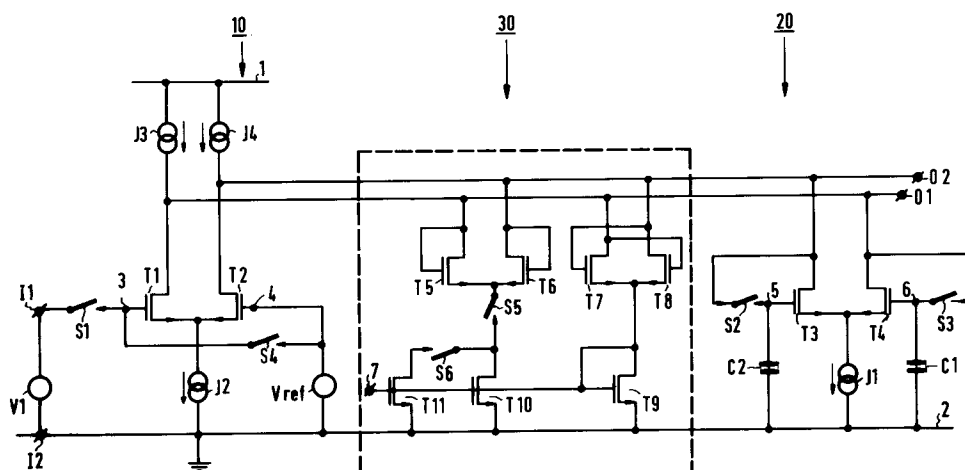 10
30
20
1
J3
J4
O2
O1
I1
3
T1
T2
4
T5
T6
T7
T8
S5
S1
S4
S2
5
T3
T4
6
S3
7
S6
V1
J2
Vref
T11
T10
T9
C2
J1
C1
2
I2